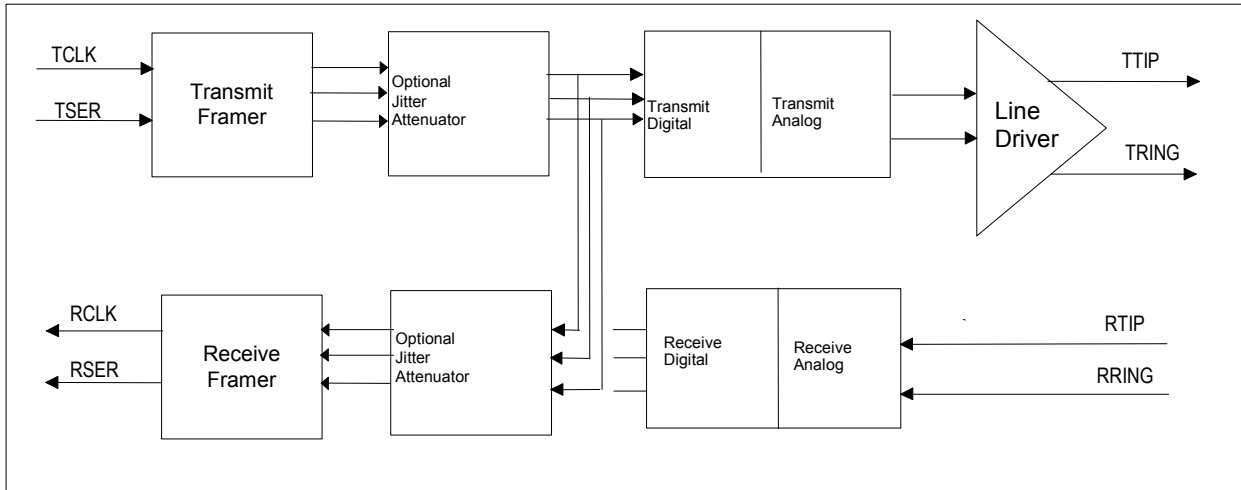 TCLK
TSER
Transmit
Framer
Optional
Jitter
Attenuator
Transmit
Digital
Transmit
Analog
Line
Driver
TTIP
TRING
RCLK
RSER
Receive
Framer
Optional
Jitter
Attenuator
Receive
Digital
Receive
Analog
RTIP
RRING